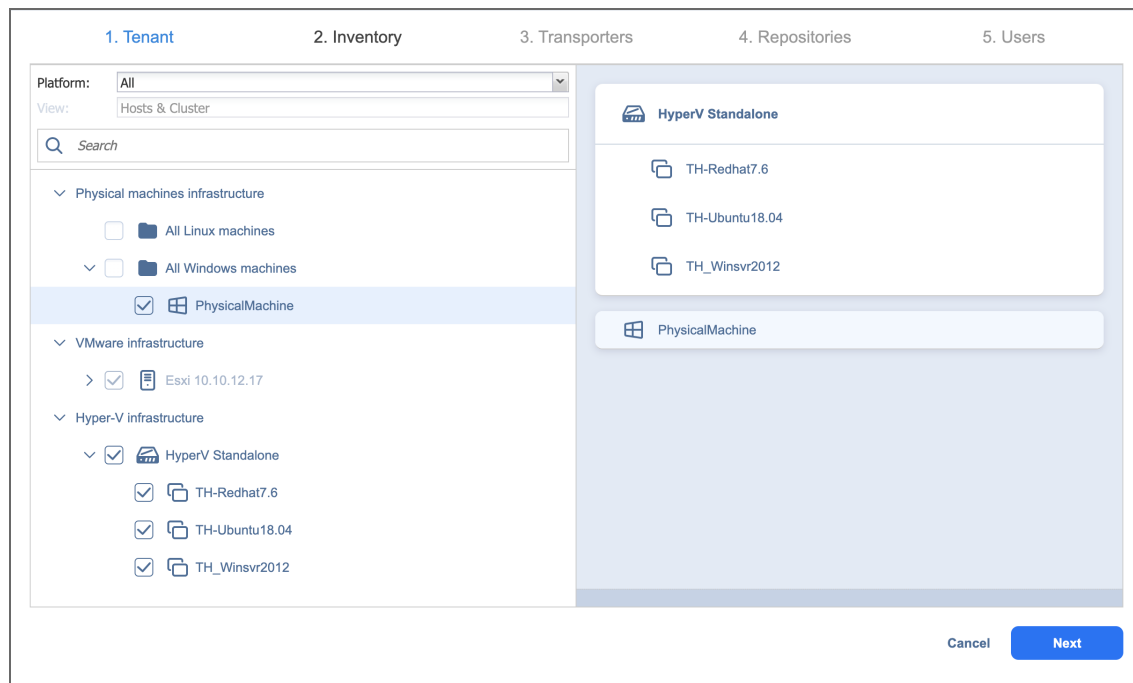 1. Tenant
2. Inventory
3. Transporters
4. Repositories
5. Users
Platform: All
View: Hosts & Cluster
Search
Physical machines infrastructure
All Linux machines
All Windows machines
PhysicalMachine
VMware infrastructure
Esxi 10.10.12.17
Hyper-V infrastructure
HyperV Standalone
TH-Redhat7.6
TH-Ubuntu18.04
TH_Winsvr2012
HyperV Standalone
TH-Redhat7.6
TH-Ubuntu18.04
TH_Winsvr2012
PhysicalMachine
Cancel
Next